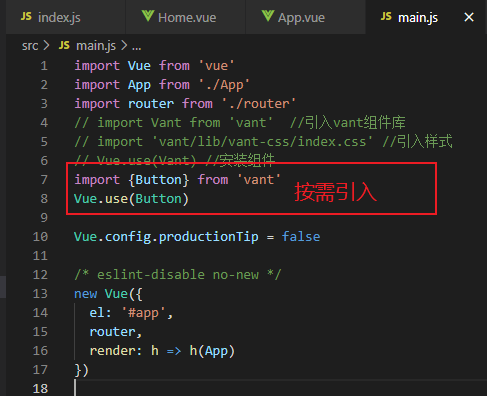 JS index.js Home.vue App.vue JS main.js ×
src > JS main.js > ...
1 import Vue from 'vue'
2 import App from './App'
3 import router from './router'
4 // import Vant from 'vant' //引入vant组件库
5 // import 'vant/lib/vant-css/index.css' //引入样式
6 // Vue.use(Vant) //安装组件
7 import {Button} from 'vant'
按需引入
8 Vue.use(Button)
9
10 Vue.config.productionTip = false
11
12 /* eslint-disable no-new */
13 new Vue({
14 el: '#app',
15 router,
16 render: h => h(App)
17 })
18